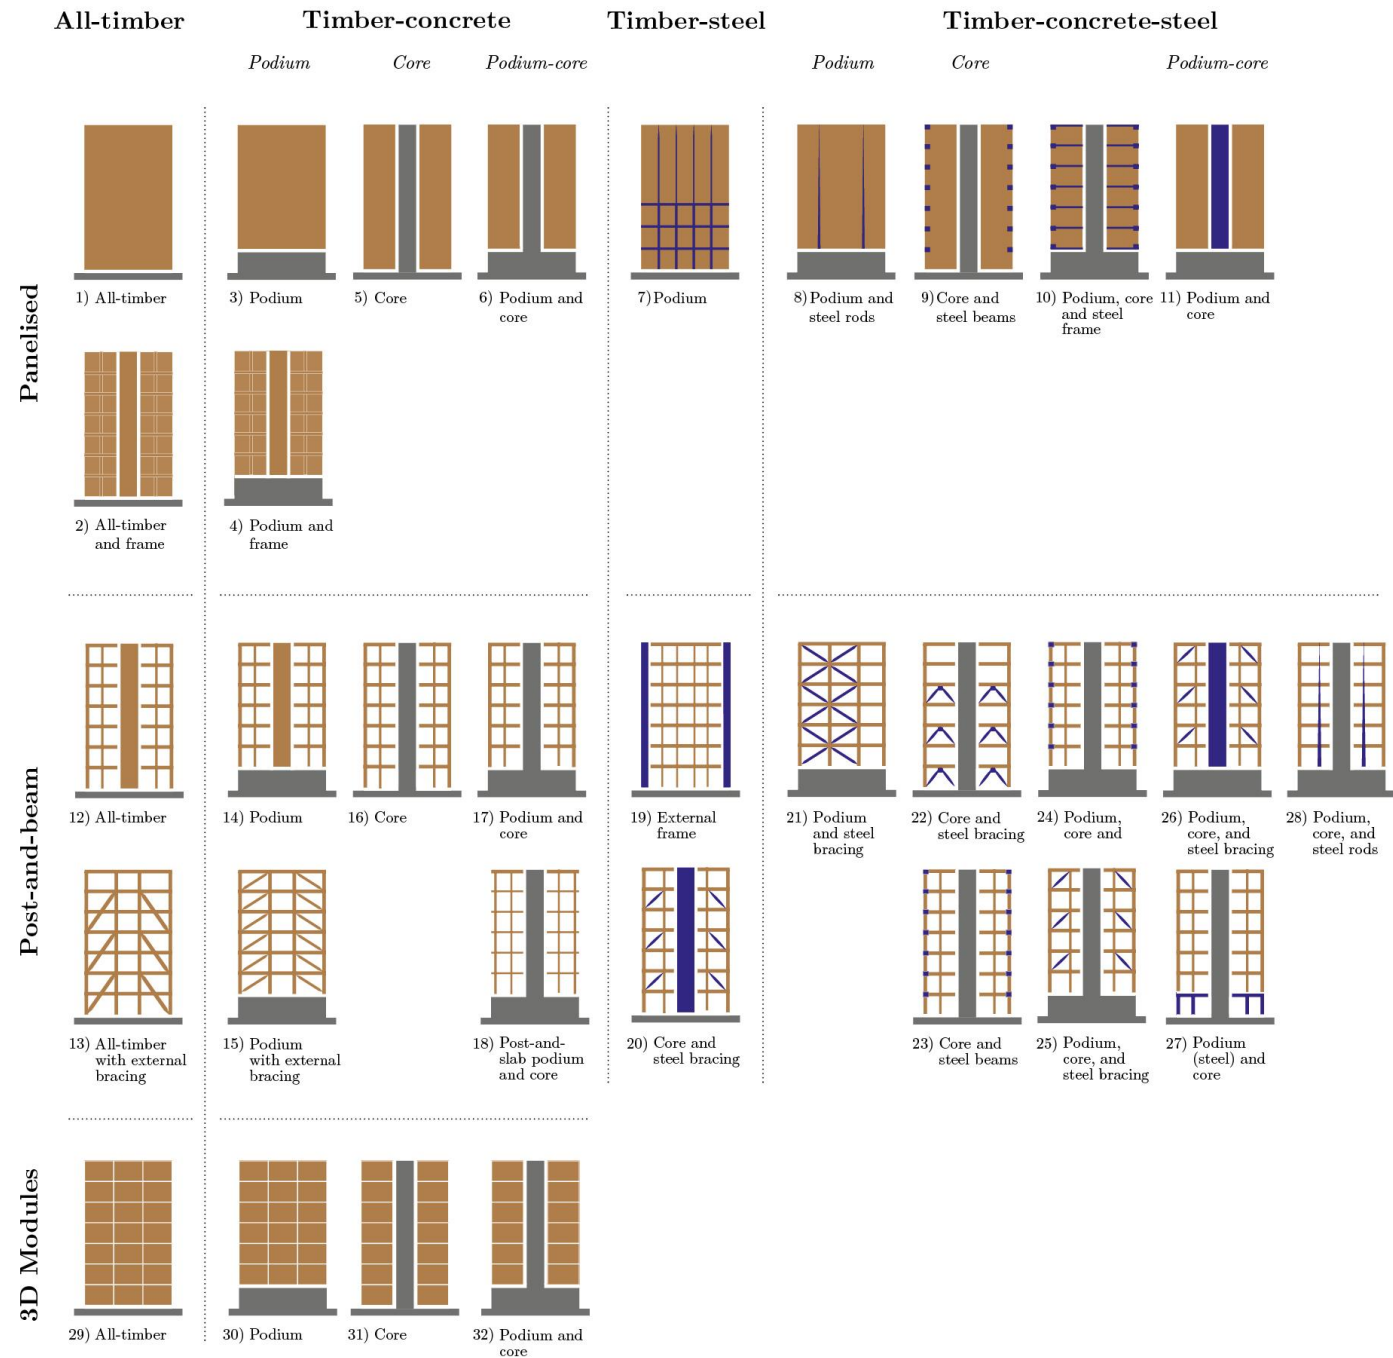 All-timber
Timber-concrete
Timber-steel
Timber-concrete-steel
Podium
Core
Podium-core
Podium
Core
Podium-core
Panelised
1) All-timber
3) Podium
5) Core
6) Podium and
core
7)Podium
8)Podium and
steel rods
9)Core and
steel beams
10) Podium, core
and steel
frame
11) Podium and
core
2) All-timber
and frame
4) Podium and
frame
Post-and-beam
12) All-timber
14) Podium
16) Core
17) Podium and
core
19) External
frame
21) Podium
and steel
bracing
22) Core and
steel bracing
24) Podium,
core and
26) Podium,
core, and
steel bracing
28) Podium,
core, and
steel rods
13) All-timber
with external
bracing
15) Podium
with external
bracing
18) Post-and-
slab podium
and core
20) Core and
steel bracing
23) Core and
steel beams
25) Podium,
core, and
steel bracing
27) Podium
(steel) and
core
3D Modules
29) All-timber
30) Podium
31) Core
32) Podium and
core